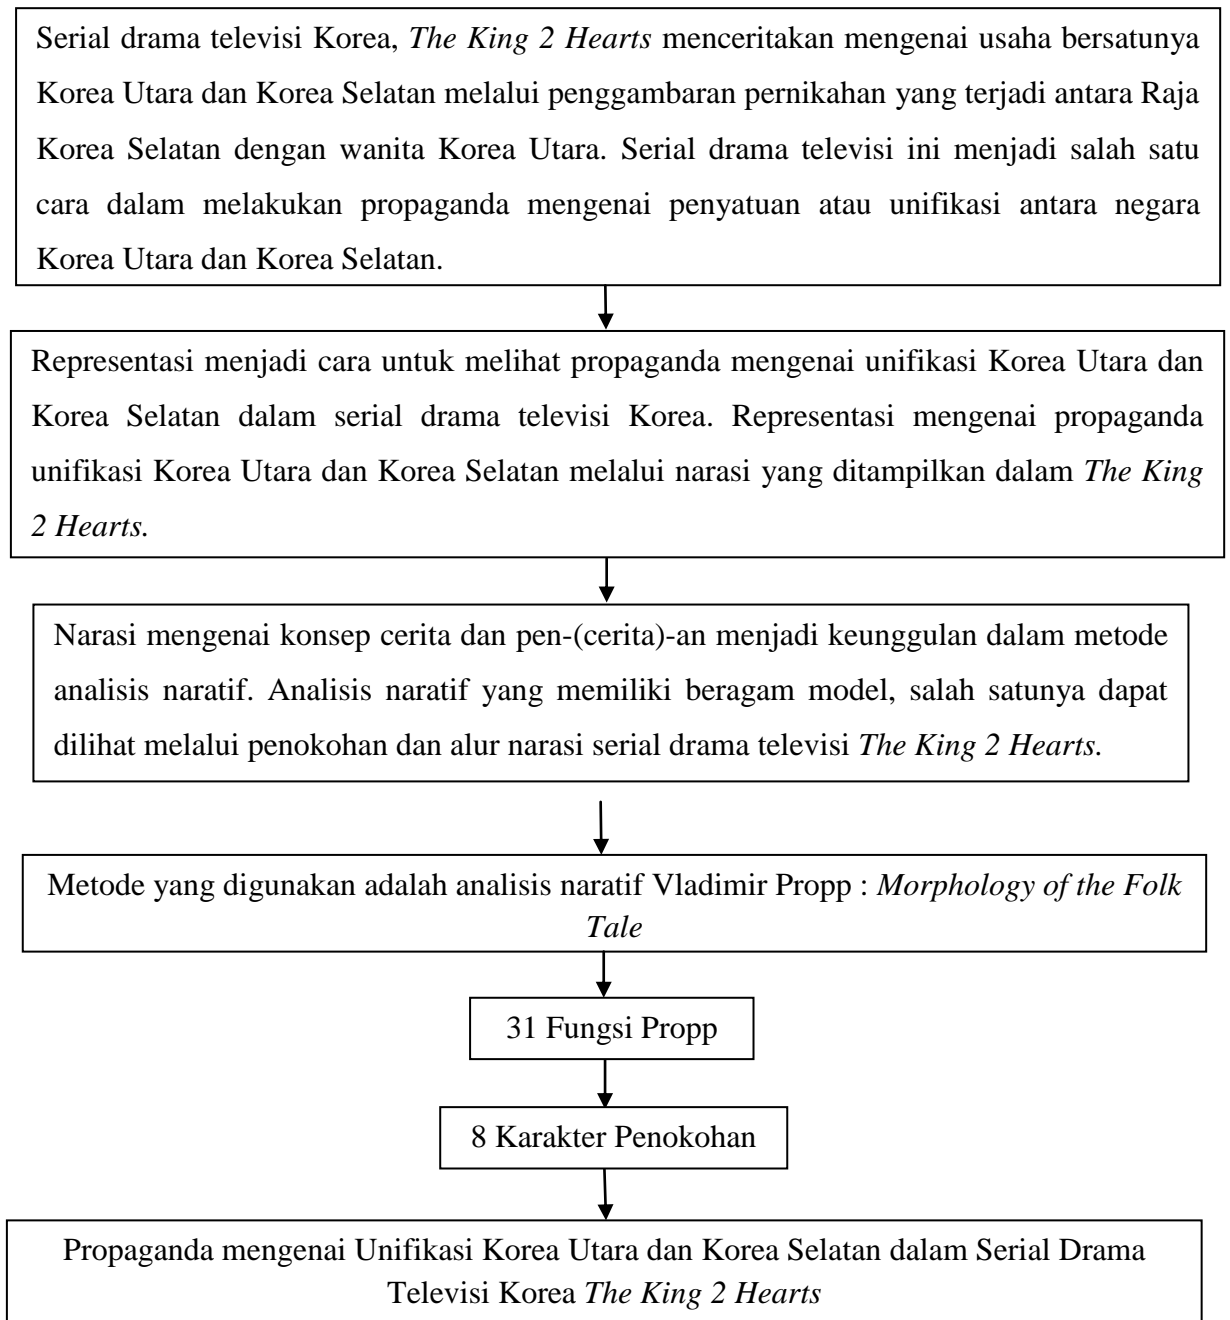 Serial drama televisi Korea, The King 2 Hearts menceritakan mengenai usaha bersatunya
Korea Utara dan Korea Selatan melalui penggambaran pernikahan yang terjadi antara Raja
Korea Selatan dengan wanita Korea Utara. Serial drama televisi ini menjadi salah satu
cara dalam melakukan propaganda mengenai penyatuan atau unifikasi antara negara
Korea Utara dan Korea Selatan.
Representasi menjadi cara untuk melihat propaganda mengenai unifikasi Korea Utara dan
Korea Selatan dalam serial drama televisi Korea. Representasi mengenai propaganda
unifikasi Korea Utara dan Korea Selatan melalui narasi yang ditampilkan dalam The King
2 Hearts.
Narasi mengenai konsep cerita dan pen-(cerita)-an menjadi keunggulan dalam metode
analisis naratif. Analisis naratif yang memiliki beragam model, salah satunya dapat
dilihat melalui penokohan dan alur narasi serial drama televisi The King 2 Hearts.
Metode yang digunakan adalah analisis naratif Vladimir Propp : Morphology of the Folk
Tale
31 Fungsi Propp
8 Karakter Penokohan
Propaganda mengenai Unifikasi Korea Utara dan Korea Selatan dalam Serial Drama
Televisi Korea The King 2 Hearts